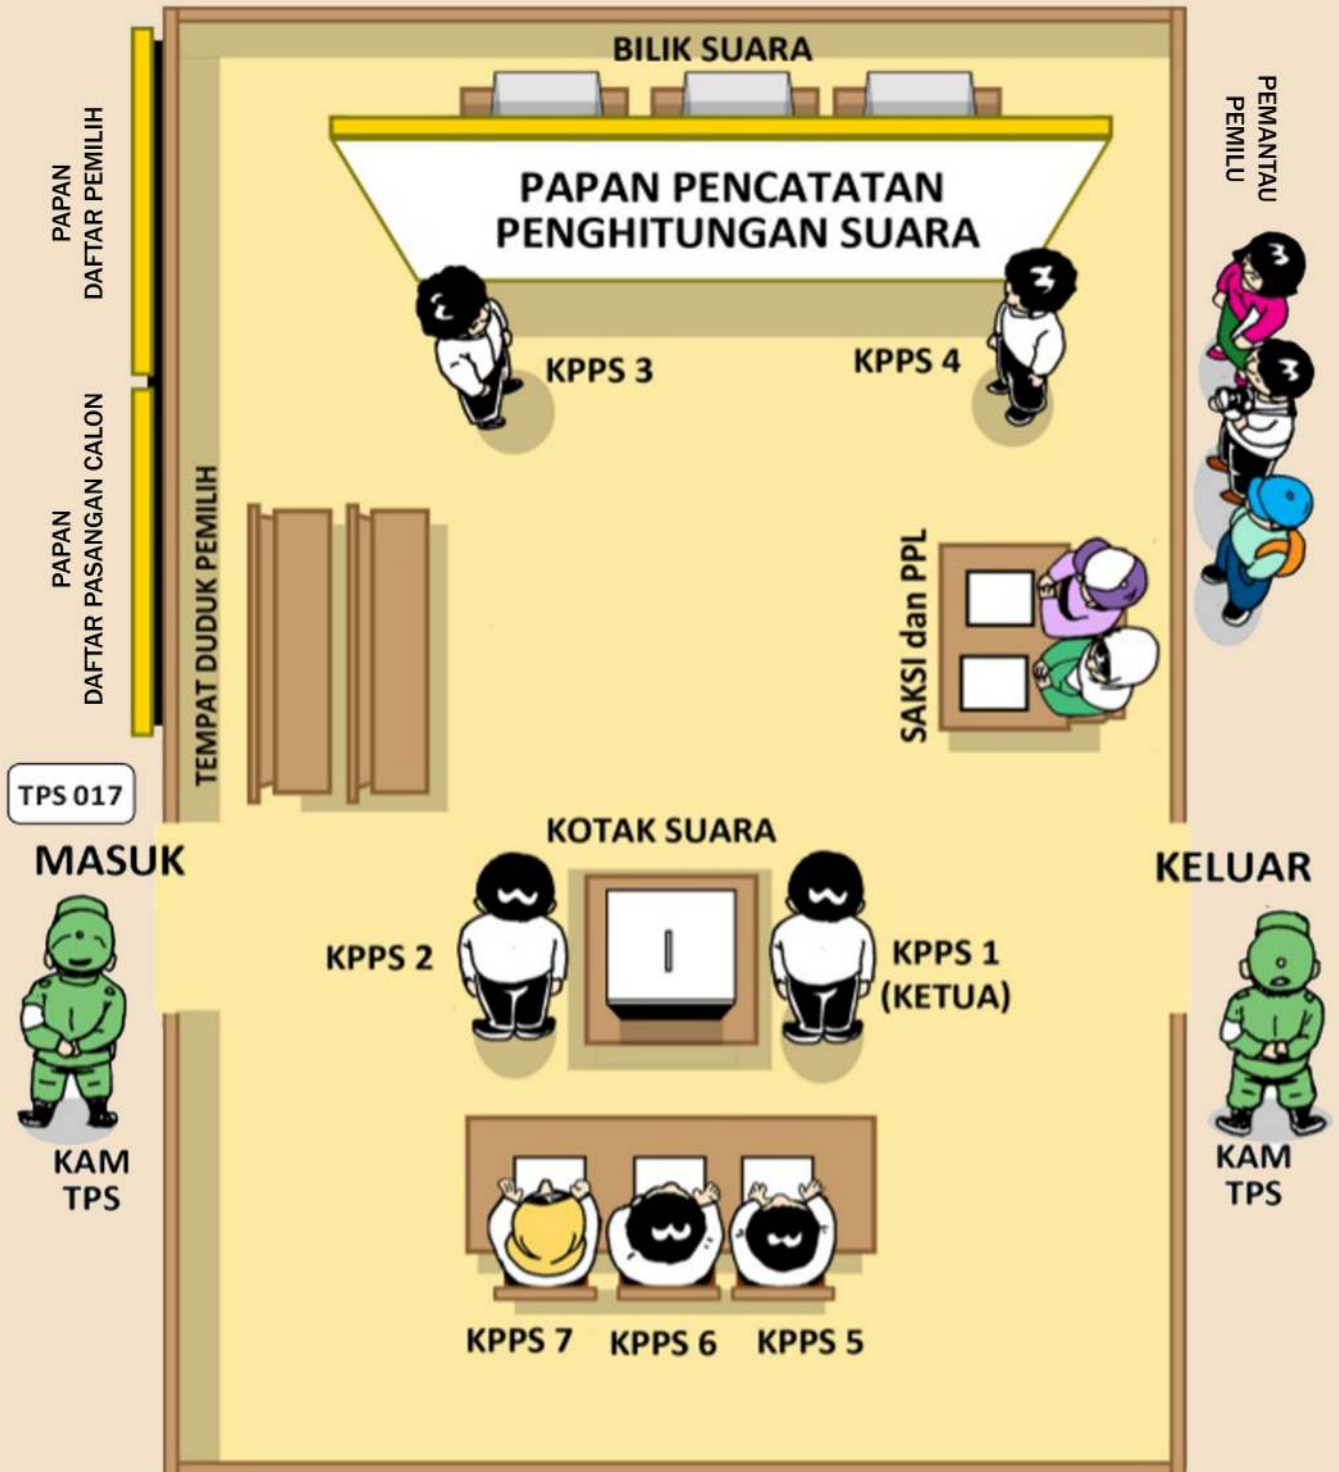 BILIK SUARA
PAPAN PENCATATAN
PENGHITUNGAN SUARA
PAPAN
DAFTAR PEMILIH
PEMANTAU
PEMILU
KPPS 3
KPPS 4
PAPAN
DAFTAR PASANGAN CALON
TEMPAT DUDUK PEMILIH
SAKSI dan PPL
TPS 017
MASUK
KOTAK SUARA
KELUAR
KPPS 2
KPPS 1
(KETUA)
KAM
TPS
KAM
TPS
KPPS 7
KPPS 6
KPPS 5